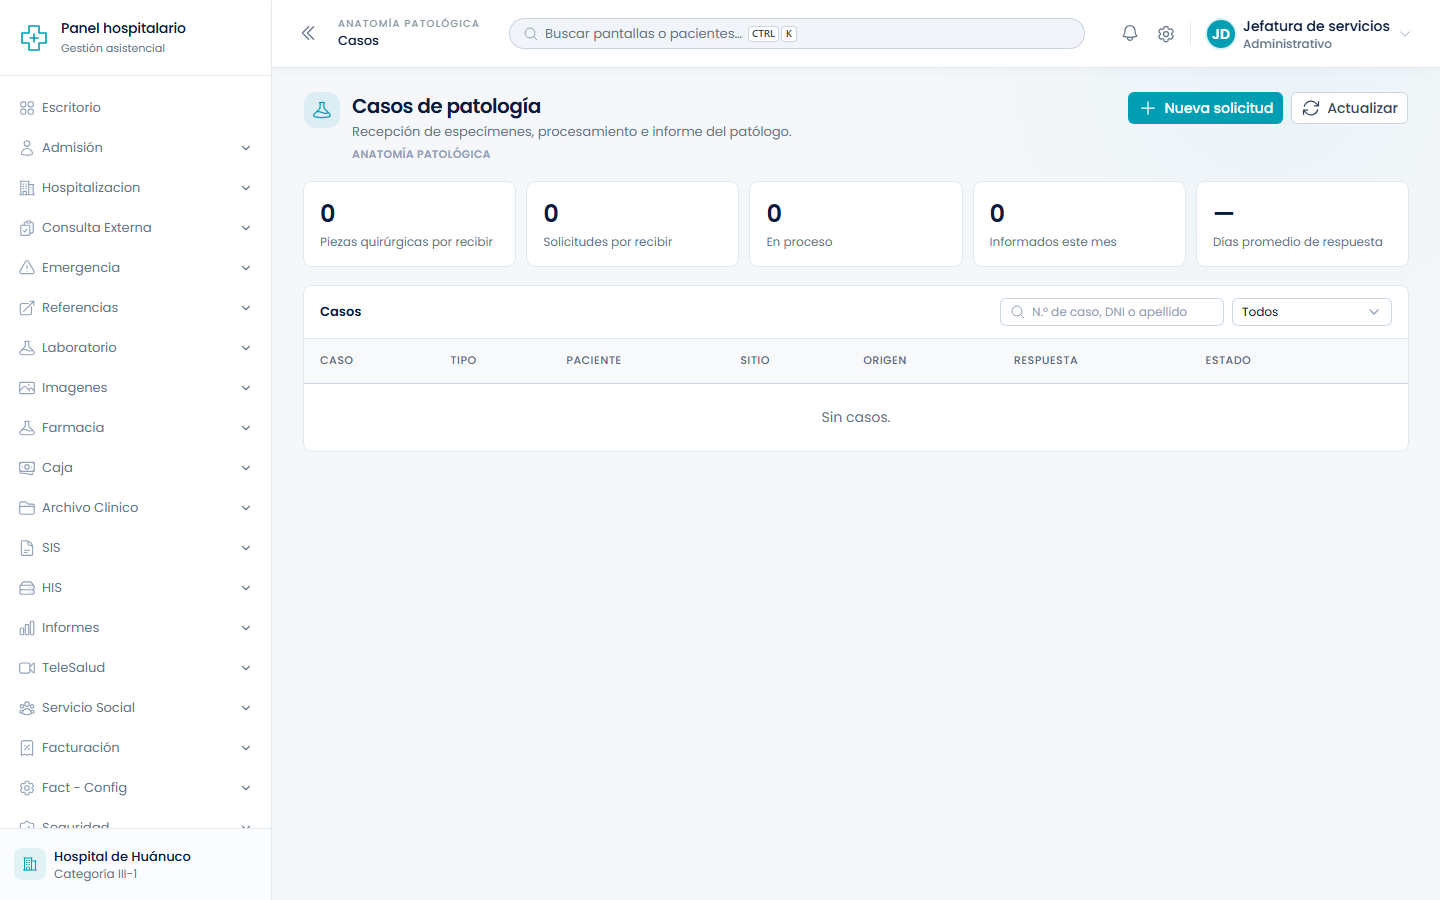 Panel hospitalario
Gestión asistencial
ANATOMÍA PATOLÓGICA
Casos
Buscar pantallas o pacientes... CTRL K
JD
Jefatura de servicios
Administrativo
Escritorio
Admisión
Hospitalizacion
Consulta Externa
Emergencia
Referencias
Laboratorio
Imagenes
Farmacia
Caja
Archivo Clinico
SIS
HIS
Informes
TeleSalud
Servicio Social
Facturación
Fact - Config
Seguridad
Hospital de Huánuco
Categoría III-1
Casos de patología
Recepción de especímenes, procesamiento e informe del patólogo.
ANATOMÍA PATOLÓGICA
Nueva solicitud
Actualizar
0
Piezas quirúrgicas por recibir
0
Solicitudes por recibir
0
En proceso
0
Informados este mes
—
Días promedio de respuesta
Casos
N.º de caso, DNI o apellido
Todos
CASO TIPO PACIENTE SITIO ORIGEN RESPUESTA ESTADO
Sin casos.